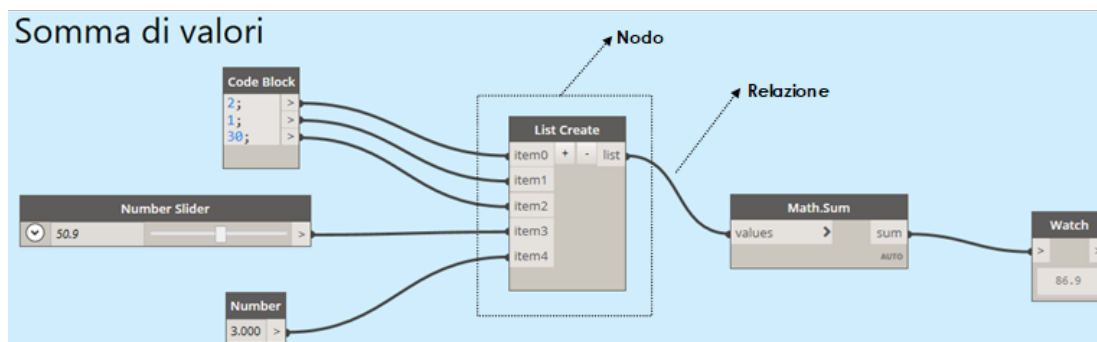 Somma di valori
Nodo
Relazione
Code Block
2; >
1; >
30; >
List Create
item0 + - list
item1
item2
item3
item4
Number Slider
50.9 >
Number
3.000 >
Math.Sum
values > sum
AUTO
Watch
> >
86.9